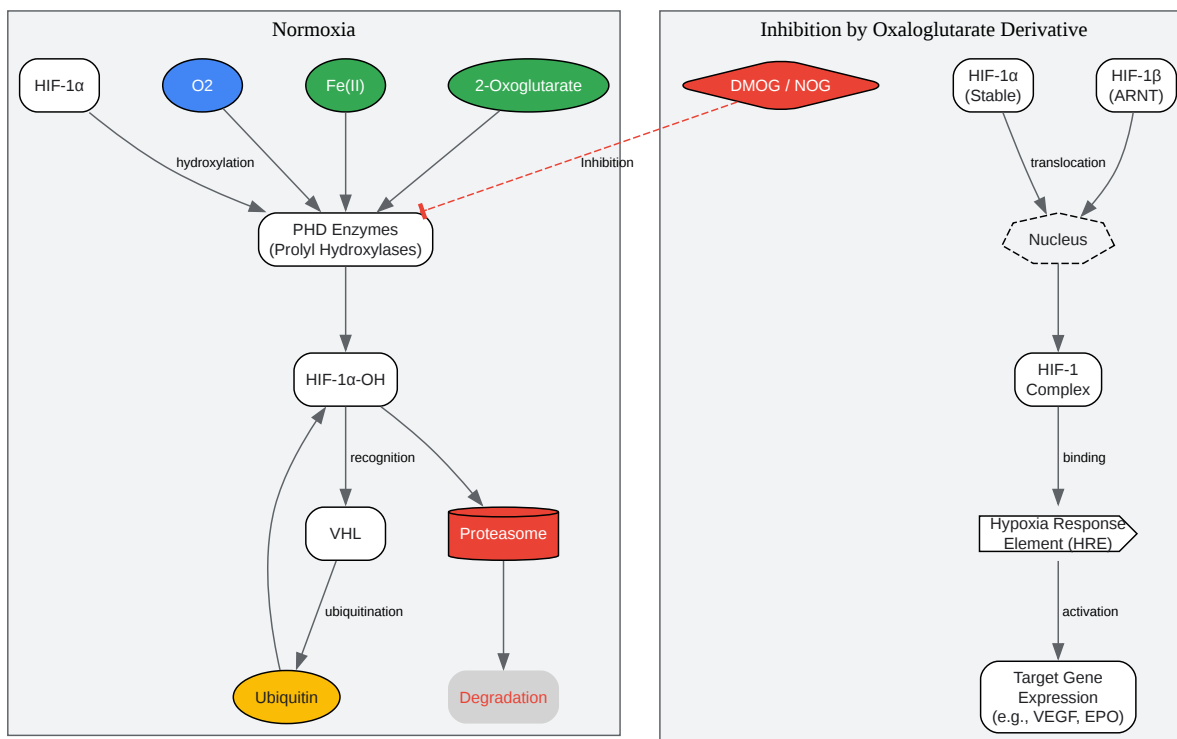 Normoxia
HIF-1α
O2
Fe(II)
2-Oxoglutarate
hydroxylation
PHD Enzymes
(Prolyl Hydroxylases)
HIF-1α-OH
recognition
VHL
Proteasome
ubiquitination
Ubiquitin
Degradation
Inhibition
Inhibition by Oxaloglutarate Derivative
DMOG / NOG
HIF-1α
(Stable)
HIF-1β
(ARNT)
translocation
Nucleus
HIF-1
Complex
binding
Hypoxia Response
Element (HRE)
activation
Target Gene
Expression
(e.g., VEGF, EPO)